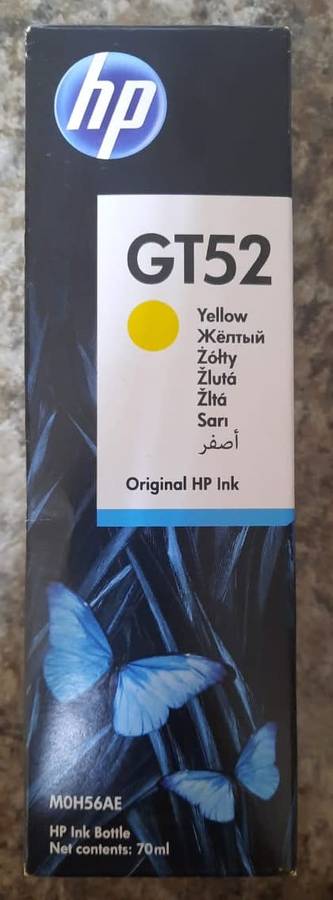 hp
GT52
Yellow
Жёлтый
Żółty
Žlutá
Žltá
Sarı
أصفر
Original HP Ink
M0H56AE
HP Ink Bottle
Net contents: 70ml